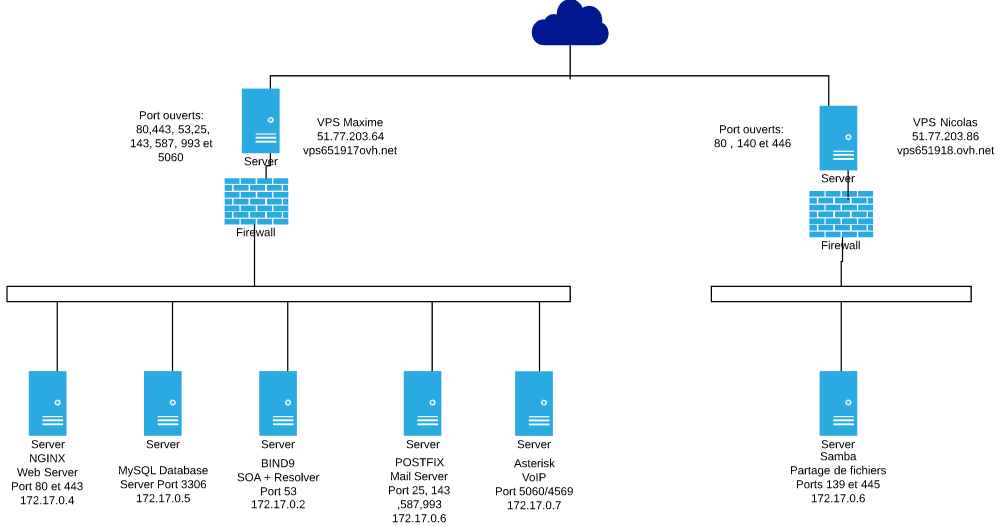 Port ouverts:
80,443, 53,25,
143, 587, 993 et
5060
VPS Maxime
51.77.203.64
vps651917ovh.net
Server
Firewall
Port ouverts:
80 , 140 et 446
VPS Nicolas
51.77.203.86
vps651918.ovh.net
Server
Firewall
Server
NGINX
Web Server
Port 80 et 443
172.17.0.4
Server
MySQL Database
Server Port 3306
172.17.0.5
Server
BIND9
SOA + Resolver
Port 53
172.17.0.2
Server
POSTFIX
Mail Server
Port 25, 143
,587,993
172.17.0.6
Server
Asterisk
VoIP
Port 5060/4569
172.17.0.7
Server
Samba
Partage de fichiers
Ports 139 et 445
172.17.0.6